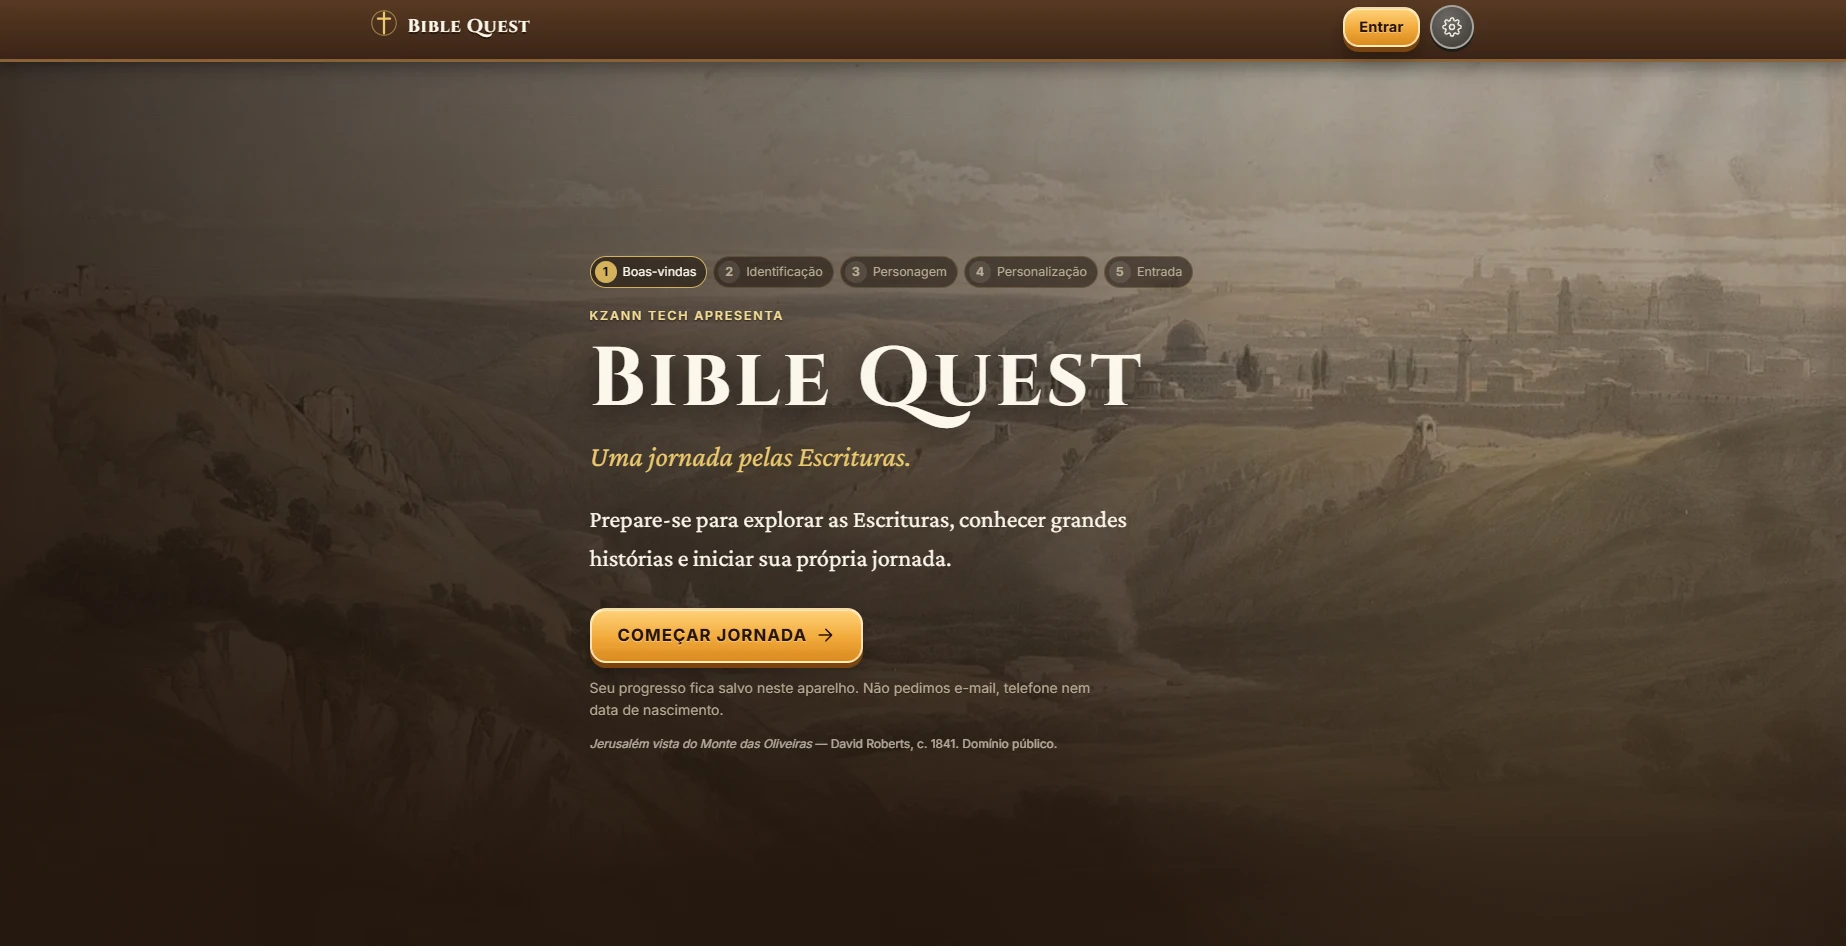 Bible Quest
Entrar
1 Boas-vindas 2 Identificação 3 Personagem 4 Personalização 5 Entrada
KZANN TECH APRESENTA
Bible Quest
Uma jornada pelas Escrituras.
Prepare-se para explorar as Escrituras, conhecer grandes
histórias e iniciar sua própria jornada.
COMEÇAR JORNADA →
Seu progresso fica salvo neste aparelho. Não pedimos e-mail, telefone nem
data de nascimento.
Jerusalém vista do Monte das Oliveiras — David Roberts, c. 1841. Domínio público.